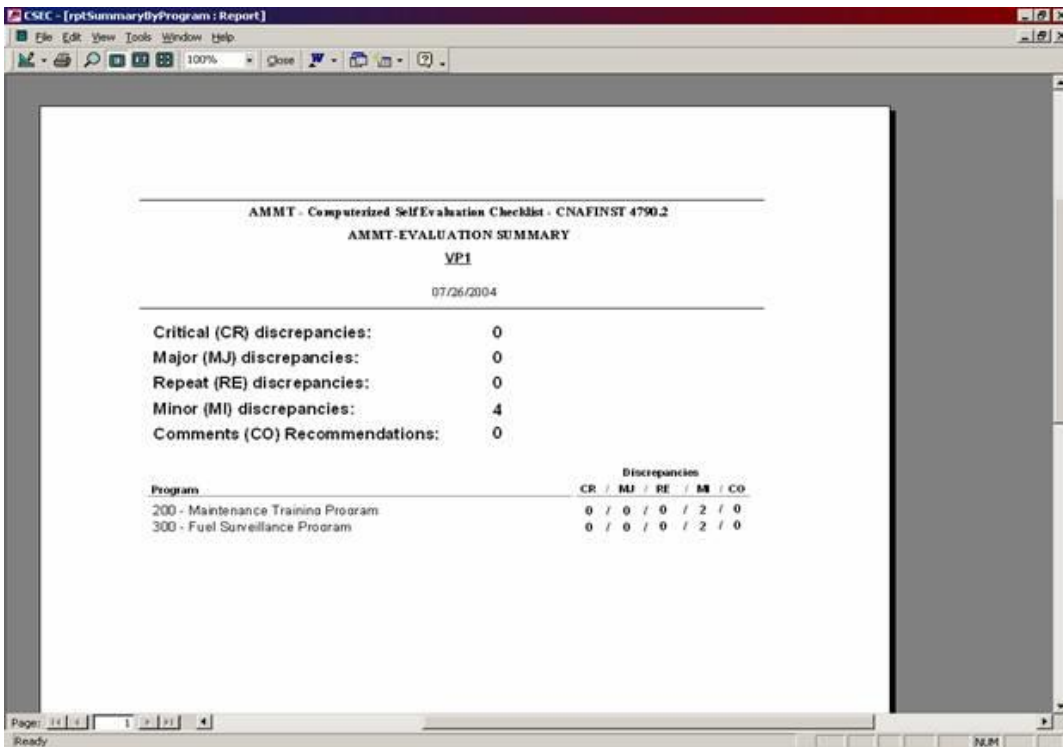 CSEC - [rptSummaryByProgram : Report]
File Edit View Tools Window Help
100% Close
AMMT - Computerized Self Evaluation Checklist - CNAFINST 4790.2
AMMT-EVALUATION SUMMARY
VP1
07/26/2004
Critical (CR) discrepancies: 0
Major (MJ) discrepancies: 0
Repeat (RE) discrepancies: 0
Minor (MI) discrepancies: 4
Comments (CO) Recommendations: 0
Discrepancies
Program CR / MJ / RE / MI / CO
200 - Maintenance Training Program 0 / 0 / 0 / 2 / 0
300 - Fuel Surveillance Program 0 / 0 / 0 / 2 / 0
Page: 1
Ready NUM